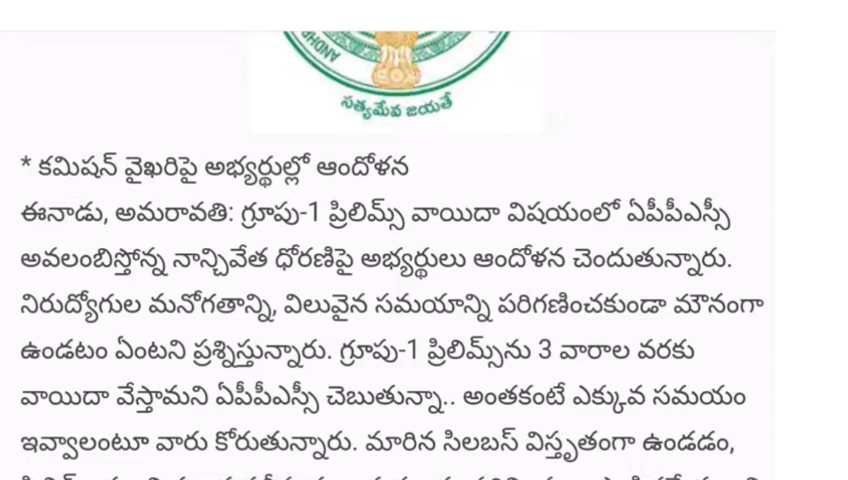 ANDHR
సత్యమేవ జయతే
* కమిషన్ వైఖరిపై అభ్యర్థుల్లో ఆందోళన
ఈనాడు, అమరావతి: గ్రూపు-1 ప్రిలిమ్స్ వాయిదా విషయంలో ఏపీపీఎస్సీ
అవలంబిస్తోన్న నాన్చివేత ధోరణిపై అభ్యర్థులు ఆందోళన చెందుతున్నారు.
నిరుద్యోగుల మనోగతాన్ని, విలువైన సమయాన్ని పరిగణించకుండా మౌనంగా
ఉండటం ఏంటని ప్రశ్నిస్తున్నారు. గ్రూపు-1 ప్రిలిమ్స్‌ను 3 వారాల వరకు
వాయిదా వేస్తామని ఏపీపీఎస్సీ చెబుతున్నా.. అంతకంటే ఎక్కువ సమయం
ఇవ్వాలంటూ వారు కోరుతున్నారు. మారిన సిలబస్ విస్తృతంగా ఉండడం,